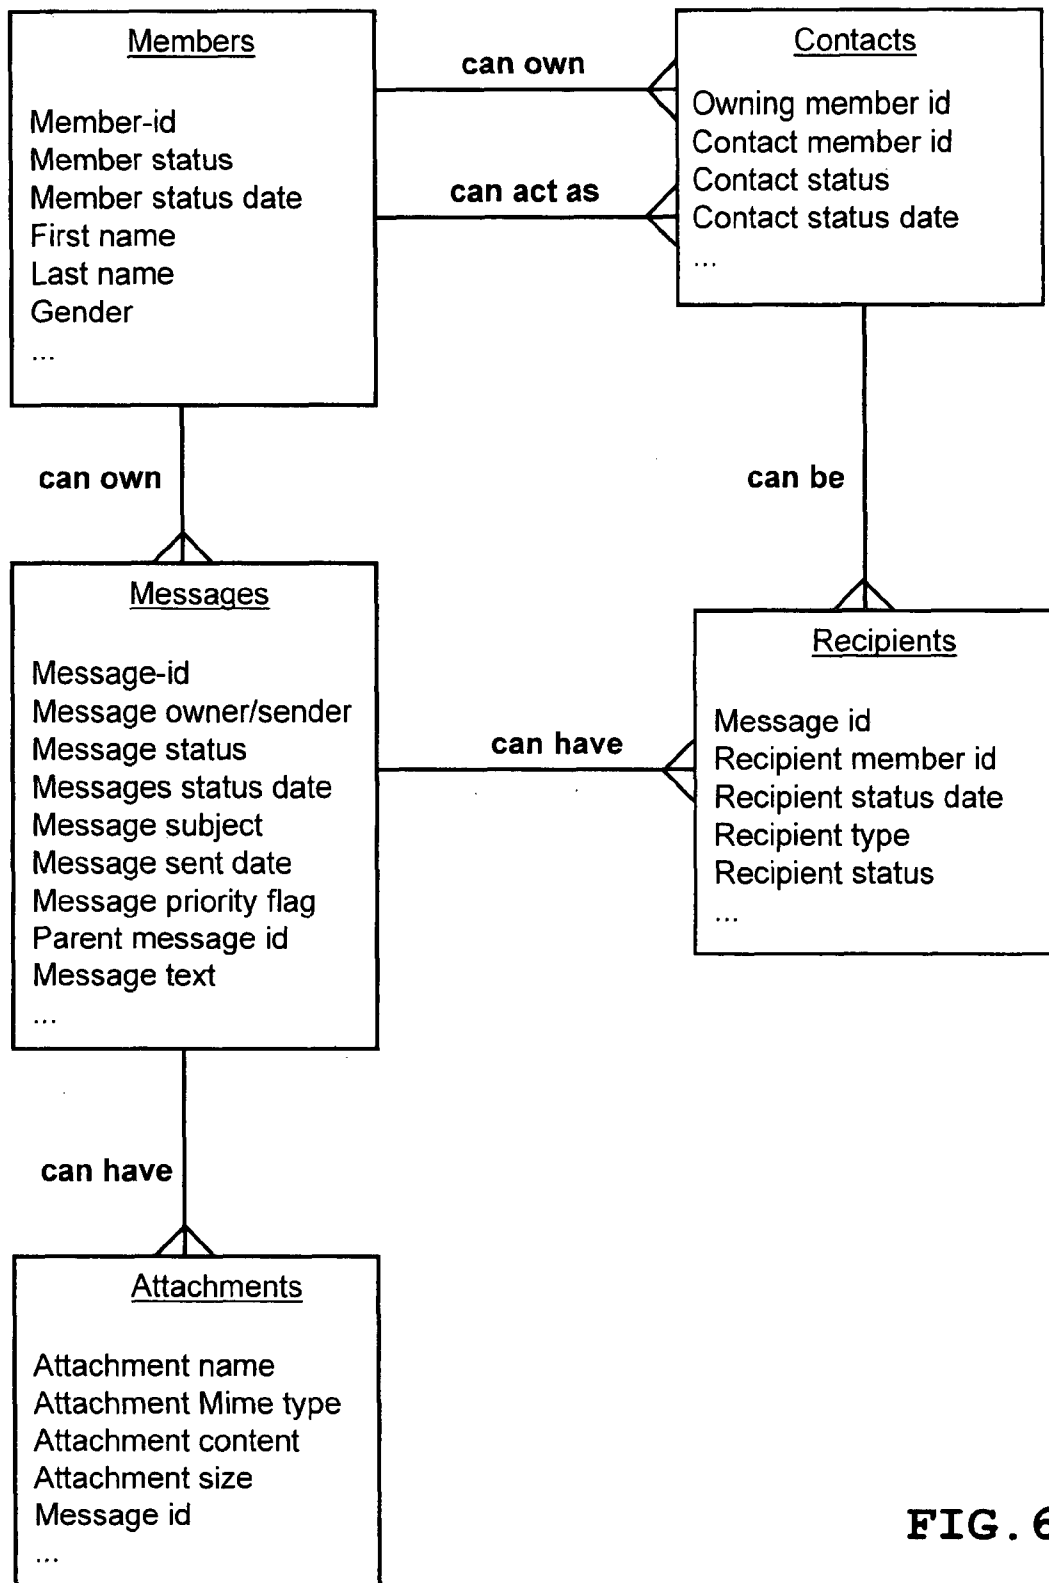 Members
Member-id
Member status
Member status date
First name
Last name
Gender
...
can own
can act as
Contacts
Owning member id
Contact member id
Contact status
Contact status date
...
can own
can be
Messages
Message-id
Message owner/sender
Message status
Messages status date
Message subject
Message sent date
Message priority flag
Parent message id
Message text
...
can have
Recipients
Message id
Recipient member id
Recipient status date
Recipient type
Recipient status
...
can have
Attachments
Attachment name
Attachment Mime type
Attachment content
Attachment size
Message id
...
FIG.6